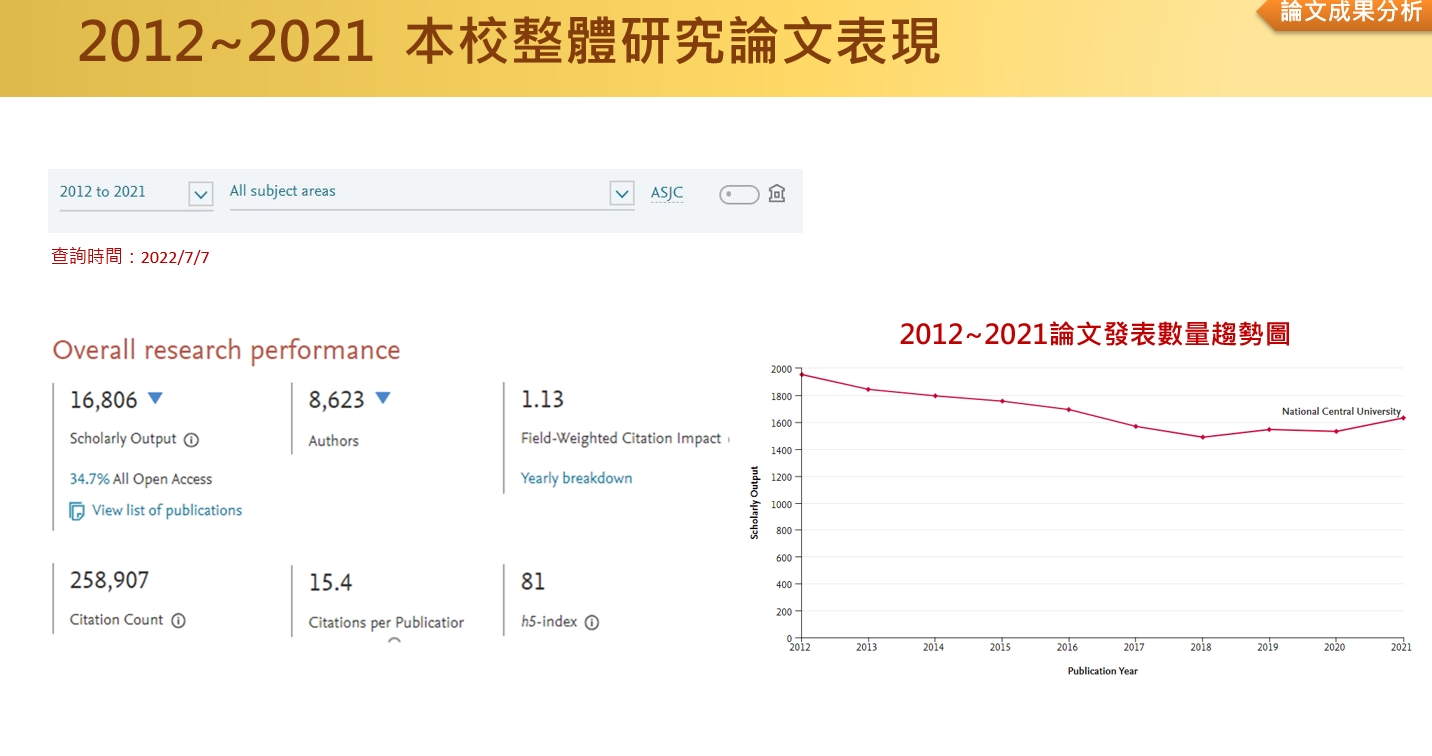 論文成果分析
2012~2021 本校整體研究論文表現
2012 to 2021
All subject areas
ASJC
查詢時間：2022/7/7
Overall research performance
16,806
Scholarly Output
34.7% All Open Access
View list of publications
8,623
Authors
1.13
Field-Weighted Citation Impact
Yearly breakdown
258,907
Citation Count
15.4
Citations per Publicatior
81
h5-index
2012~2021論文發表數量趨勢圖
2000
1800
1600
1400
1200
1000
800
600
400
200
0
Scholarly Output
National Central University
2012 2013 2014 2015 2016 2017 2018 2019 2020 2021
Publication Year